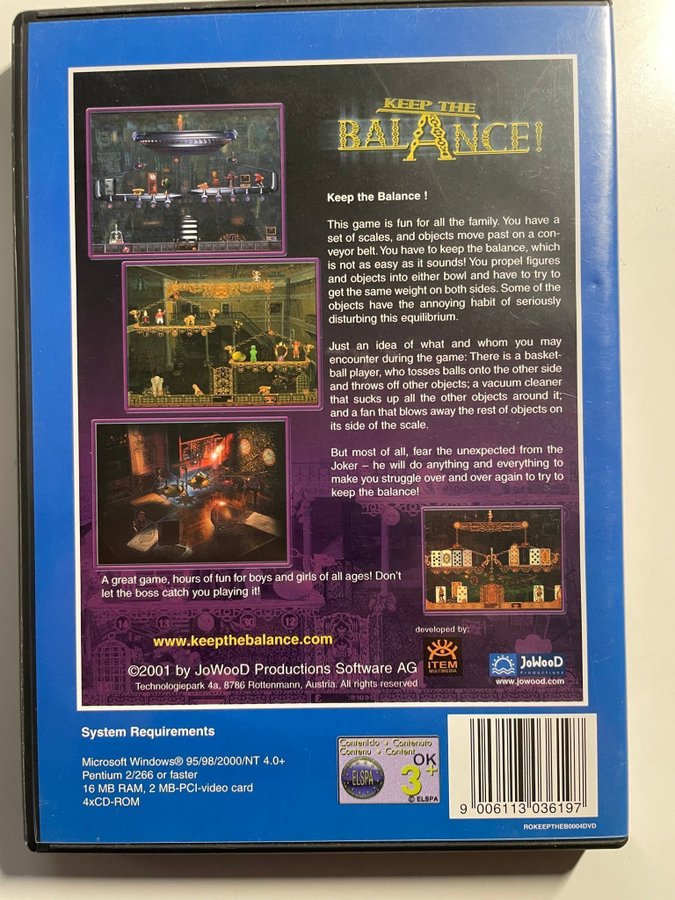 KEEP THE
BALANCE!
Keep the Balance !
This game is fun for all the family. You have a
set of scales, and objects move past on a con-
veyor belt. You have to keep the balance, which
is not as easy as it sounds! You propel figures
and objects into either bowl and have to try to
get the same weight on both sides. Some of the
objects have the annoying habit of seriously
disturbing this equilibrium.
Just an idea of what and whom you may
encounter during the game: There is a basket-
ball player, who tosses balls onto the other side
and throws off other objects; a vacuum cleaner
that sucks up all the other objects around it;
and a fan that blows away the rest of objects on
its side of the scale.
But most of all, fear the unexpected from the
Joker – he will do anything and everything to
make you struggle over and over again to try to
keep the balance!
A great game, hours of fun for boys and girls of all ages! Don't
let the boss catch you playing it!
14
13
www.keepthebalance.com
developed by:
ITEM
MULTIMEDIA
JoWooD
Productions
www.jowood.com
©2001 by JoWooD Productions Software AG
Technologiepark 4a, 8786 Rottenmann, Austria. All rights reserved
System Requirements
Microsoft Windows® 95/98/2000/NT 4.0+
Pentium 2/266 or faster
16 MB RAM, 2 MB-PCI-video card
4xCD-ROM
Contenido • Contenuto
Contenu • Content
OK
ELSPA
3+
© ELSPA
9 006113 036197
ROKEEPTHEB0004DVD